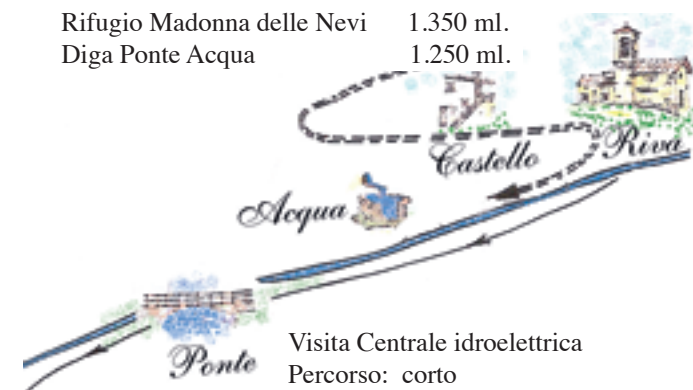 Rifugio Madonna delle Nevi 1.350 ml.
Diga Ponte Acqua 1.250 ml.
Castello
Riva
Acqua
Ponte
Visita Centrale idroelettrica
Percorso: corto